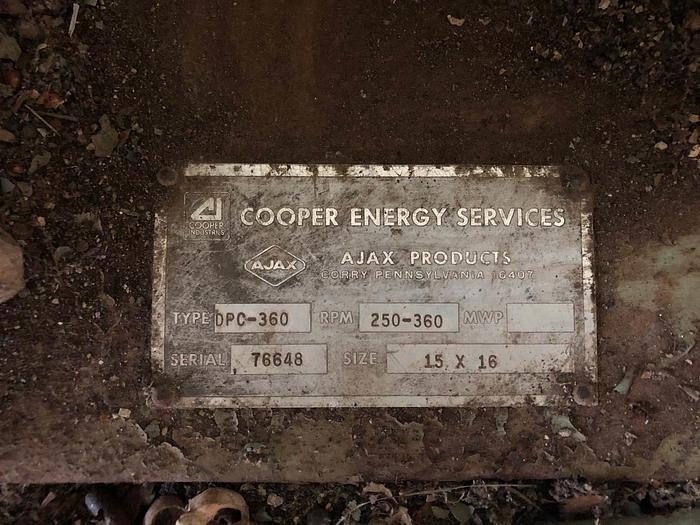 COOPER INDUSTRIES
COOPER ENERGY SERVICES
AJAX
AJAX PRODUCTS
CORRY PENNSYLVANIA 16407
TYPE DPC-360 RPM 250-360 MWP
SERIAL 76648 SIZE 15 X 16